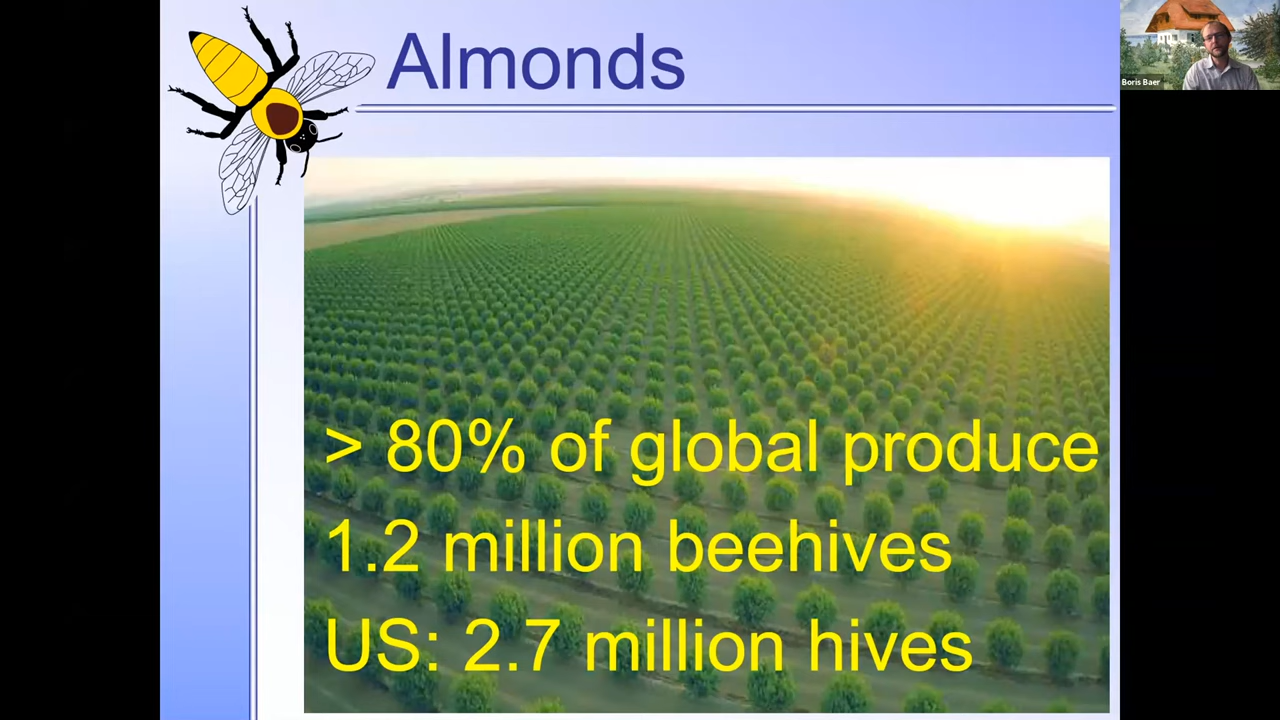 Almonds
Boris Baer
> 80% of global produce
1.2 million beehives
US: 2.7 million hives